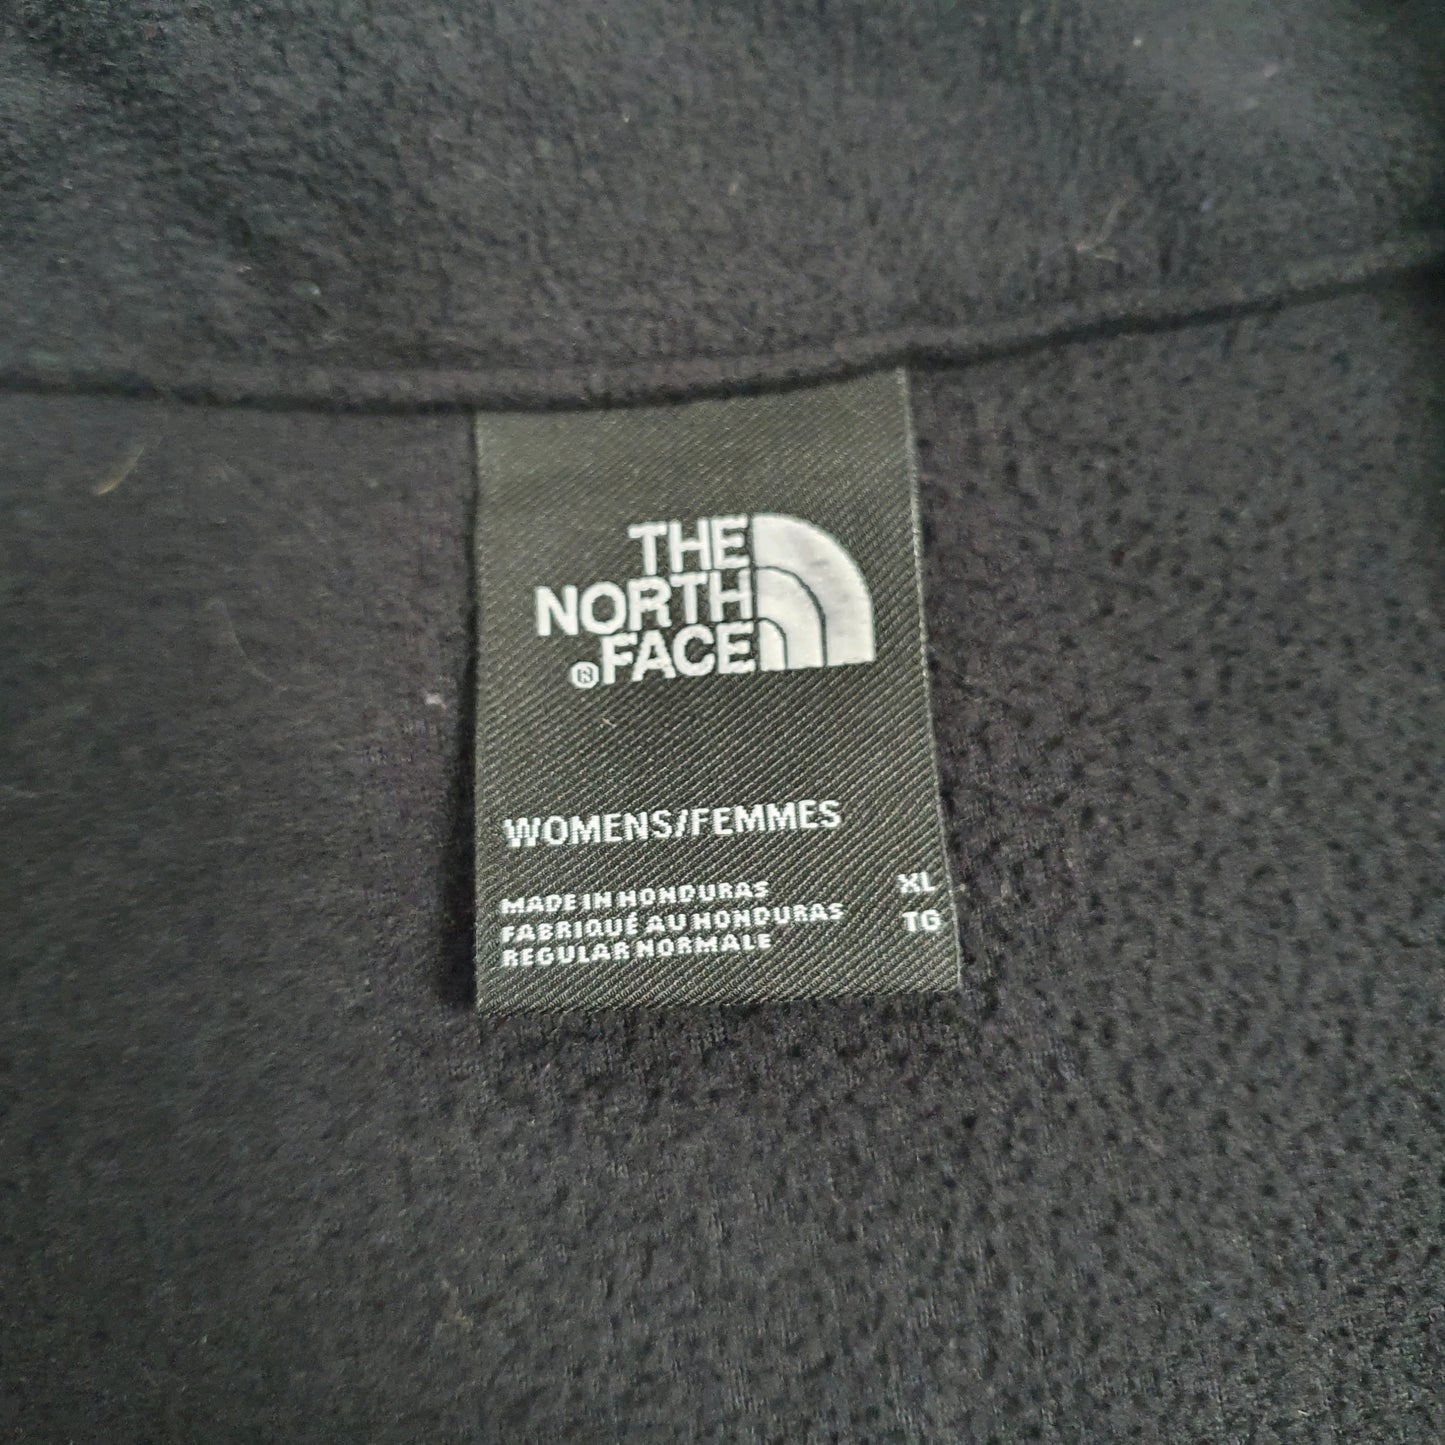 THE
NORTH
®FACE
WOMENS/FEMMES
MADE IN HONDURAS XL
FABRIQUÉ AU HONDURAS TG
REGULAR NORMALE